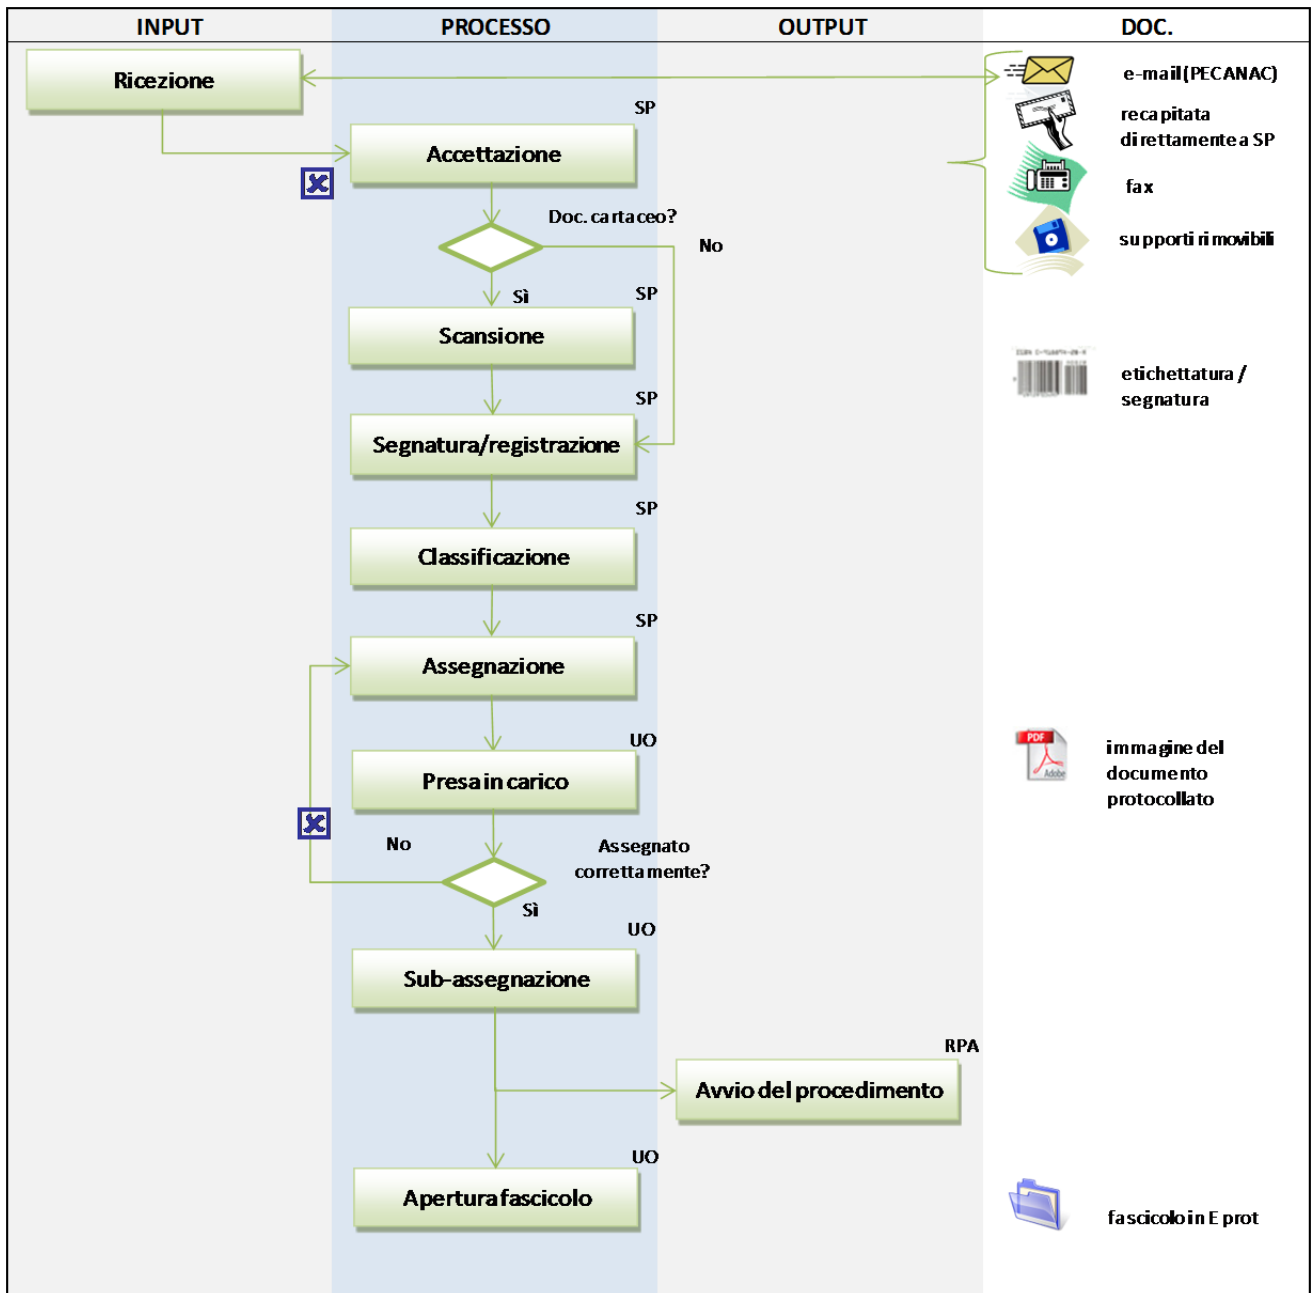 INPUT
PROCESSO
OUTPUT
DOC.
Ricezione
e-mail (PECANAC)
recapitata
direttamente a SP
fax
supporti rimovibili
SP
Accettazione
Doc. cartaceo?
No
Sì
SP
Scansione
etichettatura /
segnatura
SP
Segnatura/registrazione
SP
Classificazione
SP
Assegnazione
UO
Presa in carico
PDF
Adobe
immagine del
documento
protocollato
No
Assegnato
correttamente?
Sì
UO
Sub-assegnazione
RPA
Avvio del procedimento
UO
Apertura fascicolo
fascicolo in E prot